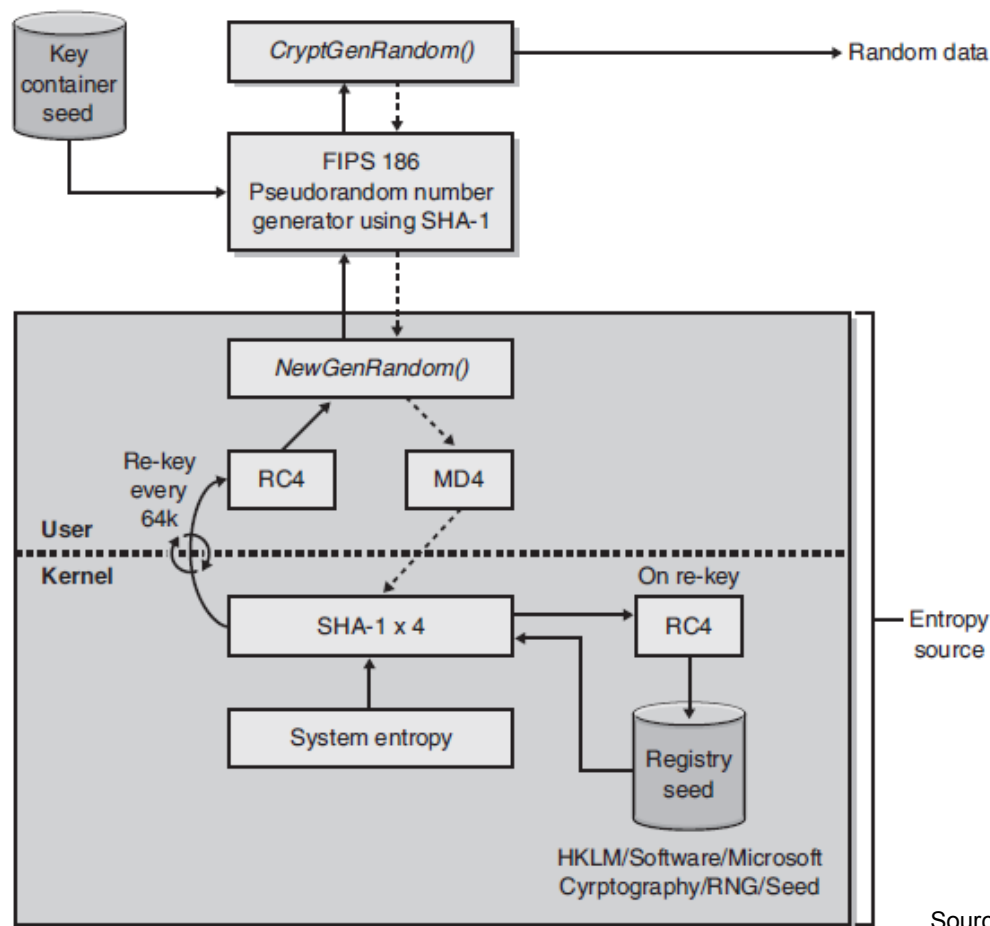 Key
container
seed
CryptGenRandom()
Random data
FIPS 186
Pseudorandom number
generator using SHA-1
NewGenRandom()
Re-key
every
64k
RC4
MD4
User
Kernel
On re-key
SHA-1 x 4
RC4
Entropy
source
System entropy
Registry
seed
HKLM/Software/Microsoft
Cyrptography/RNG/Seed
Sourc